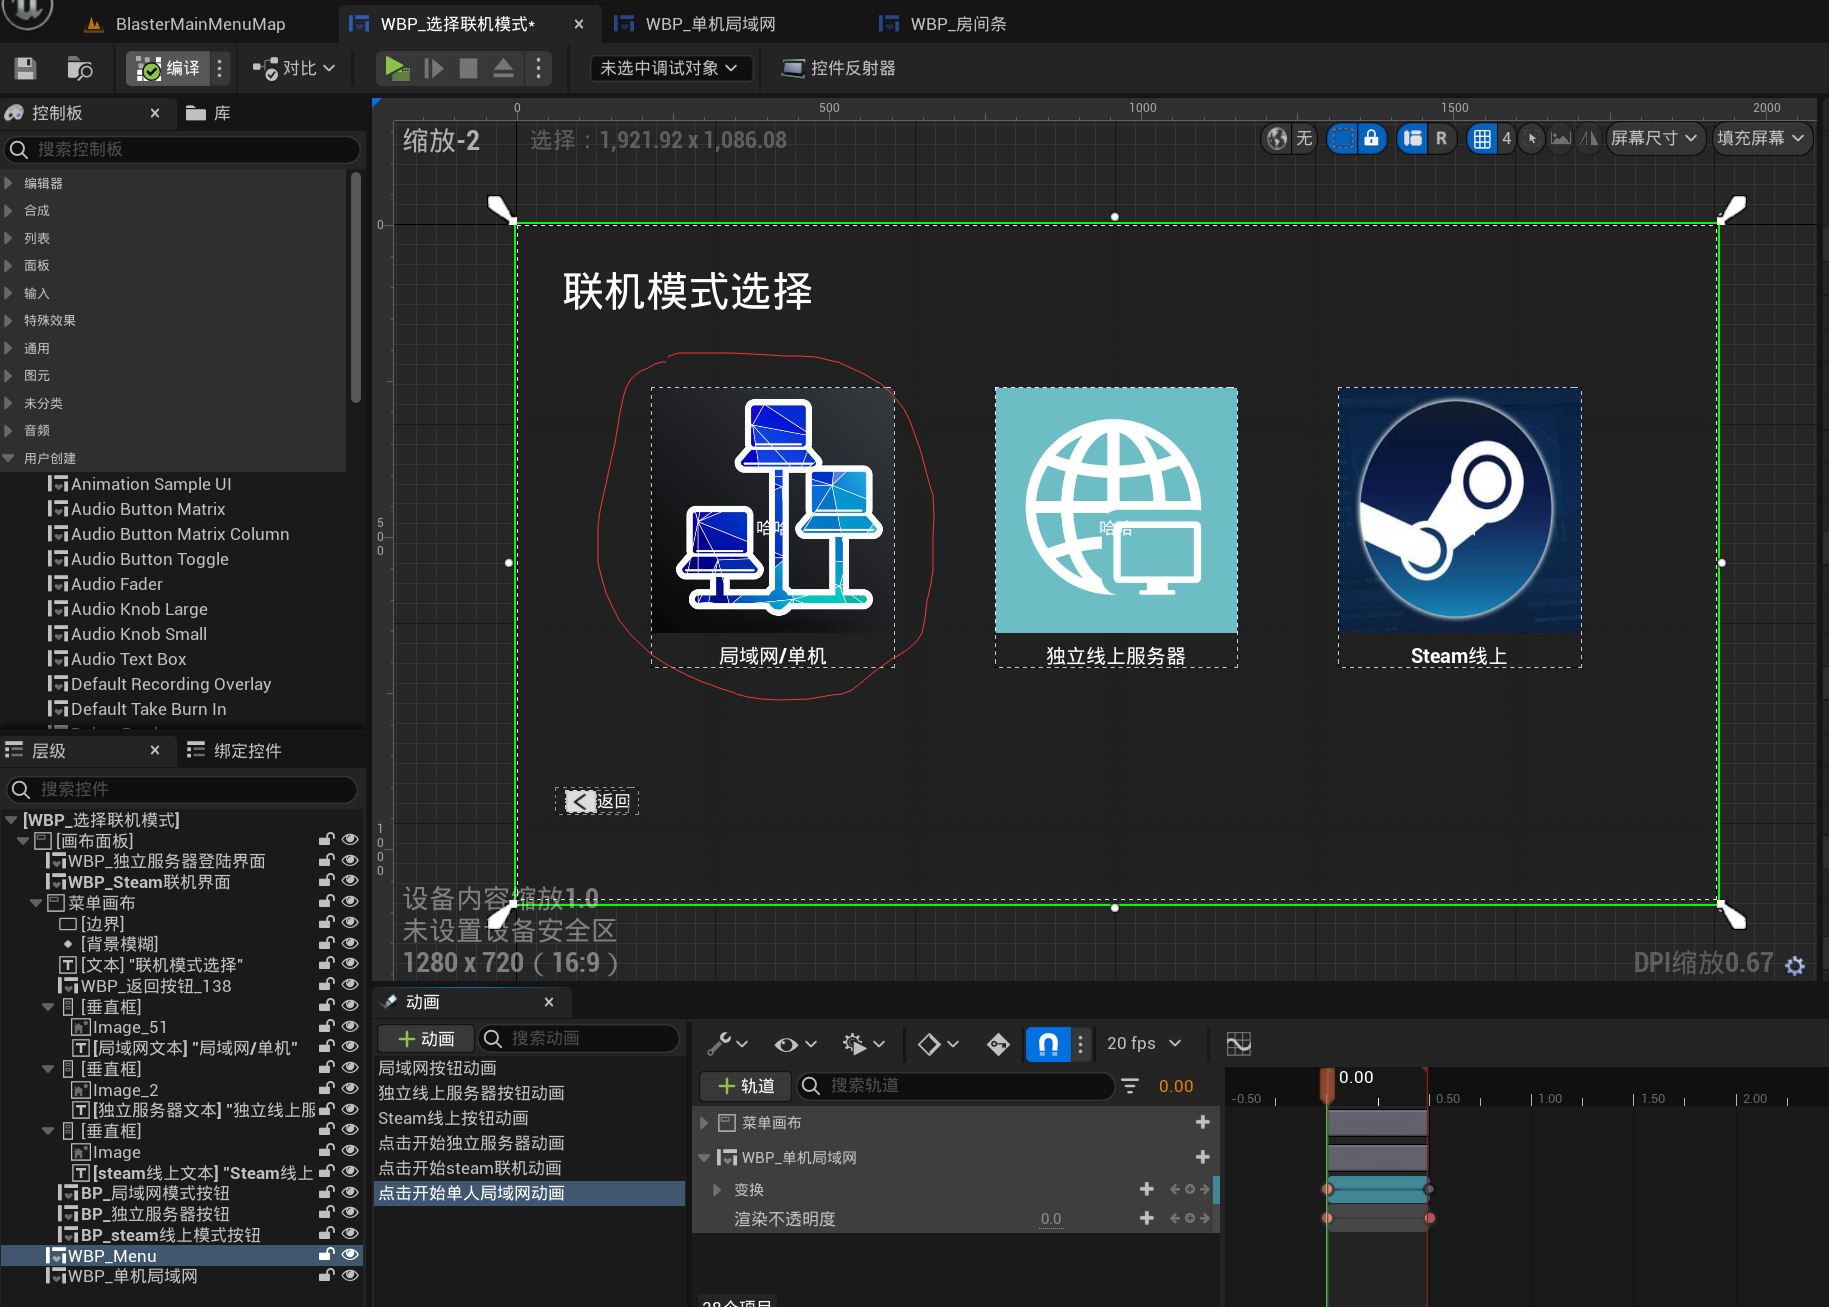 BlasterMainMenuMap
WBP_选择联机模式*
WBP_单机局域网
WBP_房间条
编译
对比
未选中调试对象
控件反射器
控制板
库
搜索控制板
编辑器
合成
列表
面板
输入
特殊效果
通用
图元
未分类
音频
用户创建
Animation Sample UI
Audio Button Matrix
Audio Button Matrix Column
Audio Button Toggle
Audio Fader
Audio Knob Large
Audio Knob Small
Audio Text Box
Default Recording Overlay
Default Take Burn In
层级
绑定控件
搜索控件
[WBP_选择联机模式]
[画布面板]
WBP_独立服务器登陆界面
WBP_Steam联机界面
菜单画布
[边界]
[背景模糊]
[文本] "联机模式选择"
WBP_返回按钮_138
[垂直框]
Image_51
[局域网文本] "局域网/单机"
[垂直框]
Image_2
[独立服务器文本] "独立线上服
[垂直框]
Image
[steam线上文本] "Steam线上
BP_局域网模式按钮
BP_独立服务器按钮
BP_steam线上模式按钮
WBP_Menu
WBP_单机局域网
0
500
1000
1500
2000
缩放-2
选择：1,921.92 x 1,086.08
无
R
4
屏幕尺寸
填充屏幕
0
500
1000
联机模式选择
哈哈
哈哈
局域网/单机
独立线上服务器
Steam线上
返回
设备内容缩放1.0
未设置设备安全区
1280 x 720（16:9）
DPI缩放0.67
动画
动画
搜索动画
局域网按钮动画
独立线上服务器按钮动画
Steam线上按钮动画
点击开始独立服务器动画
点击开始steam联机动画
点击开始单人局域网动画
20 fps
轨道
搜索轨道
0.00
菜单画布
WBP_单机局域网
变换
渲染不透明度
0.0
0.00
-0.50
0.50
1.00
1.50
2.00